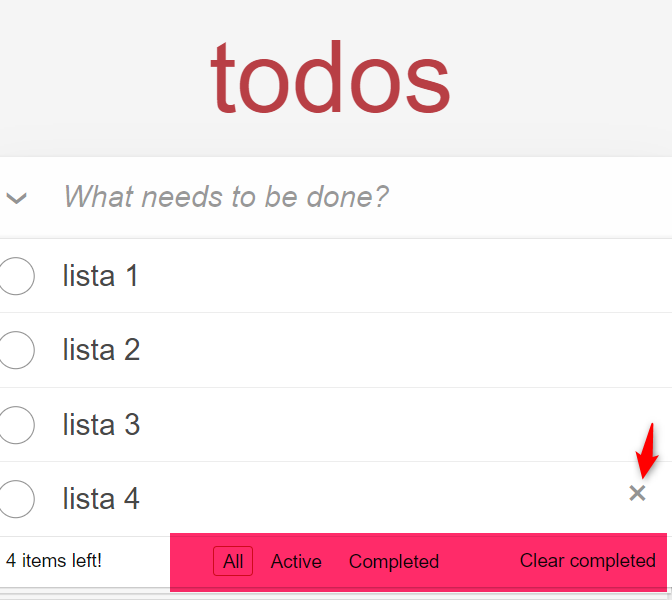 todos
What needs to be done?
lista 1
lista 2
lista 3
lista 4
4 items left! All Active Completed Clear completed